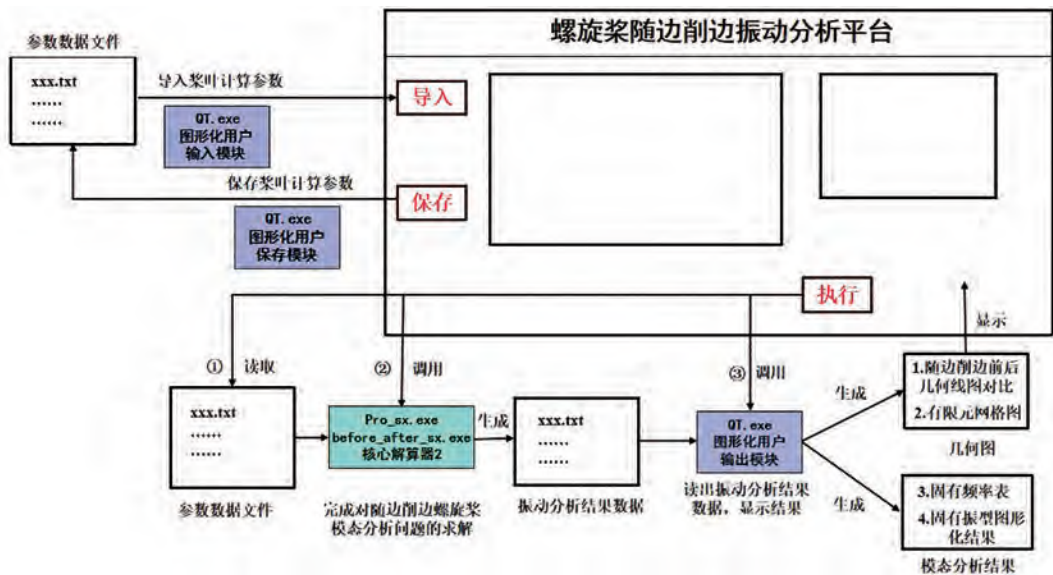 螺旋桨随边削边振动分析平台
参数数据文件
xxx.txt
......
......
导入桨叶计算参数
QT.exe
图形化用户
输入模块
导入
保存桨叶计算参数
QT.exe
图形化用户
保存模块
保存
执行
① 读取
② 调用
③ 调用
显示
xxx.txt
......
......
参数数据文件
Pro_sx.exe
before_after_sx.exe
核心解算器2
完成对随边削边螺旋桨
模态分析问题的求解
生成
xxx.txt
......
......
振动分析结果数据
QT.exe
图形化用户
输出模块
读出振动分析结果
数据,显示结果
生成
1.随边削边前后
几何线图对比
2.有限元网格图
几何图
生成
3.固有频率表
4.固有振型图形
化结果
模态分析结果